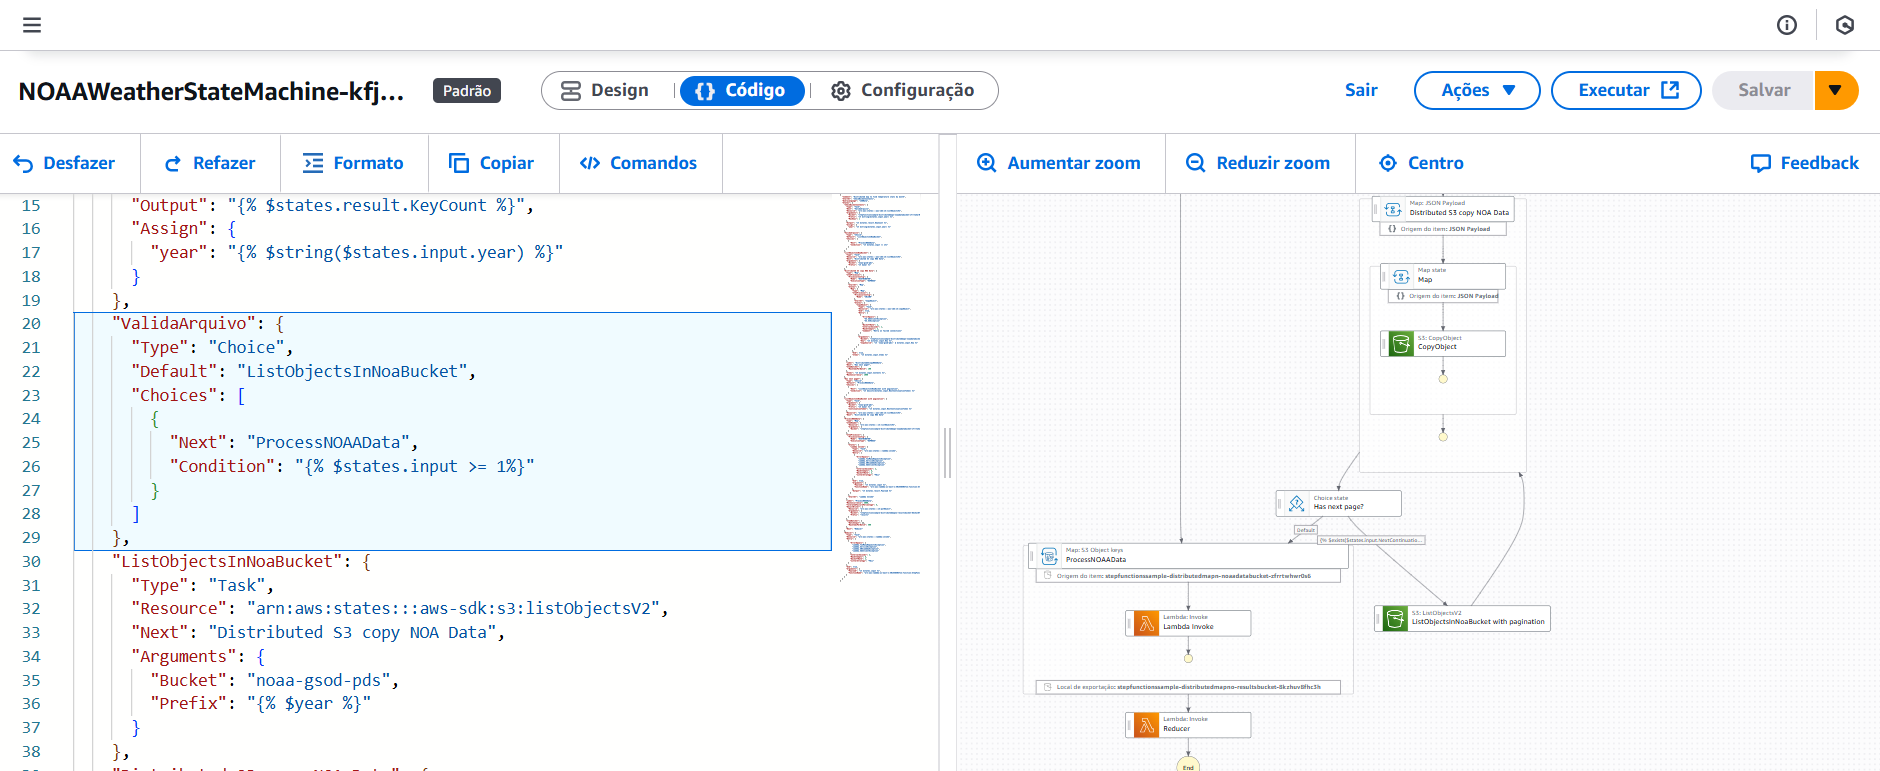 NOAAWeatherStateMachine-kfj...
Padrão
Design
{} Código
Configuração
Sair
Ações
Executar
Salvar
Desfazer
Refazer
Formato
Copiar
Comandos
Aumentar zoom
Reduzir zoom
Centro
Feedback
15 "Output": "{% $states.result.KeyCount %}",
16 "Assign": {
17 "year": "{% $string($states.input.year) %}"
18 }
19 },
20 "ValidaArquivo": {
21 "Type": "Choice",
22 "Default": "ListObjectsInNoaBucket",
23 "Choices": [
24 {
25 "Next": "ProcessNOAAData",
26 "Condition": "{% $states.input >= 1%}"
27 }
28 ]
29 },
30 "ListObjectsInNoaBucket": {
31 "Type": "Task",
32 "Resource": "arn:aws:states:::aws-sdk:s3:listObjectsV2",
33 "Next": "Distributed S3 copy NOA Data",
34 "Arguments": {
35 "Bucket": "noaa-gsod-pds",
36 "Prefix": "{% $year %}"
37 }
38 },
Map: JSON Payload
Distributed S3 copy NOA Data
{} Origem do item: JSON Payload
Map state
Map
{} Origem do item: JSON Payload
S3: CopyObject
CopyObject
Choice state
Has next page?
Default
{% $exists($states.input.NextContinuatio...
Map: S3 Object keys
ProcessNOAAData
Origem do item: stepfunctionssample-distributedmapn-noaadatabucket-zfrrtwhwr0s6
Lambda: Invoke
Lambda Invoke
S3: ListObjectsV2
ListObjectsInNoaBucket with pagination
Local de exportação: stepfunctionssample-distributedmapno-resultsbucket-8kzhuv8fhc3h
Lambda: Invoke
Reducer
End